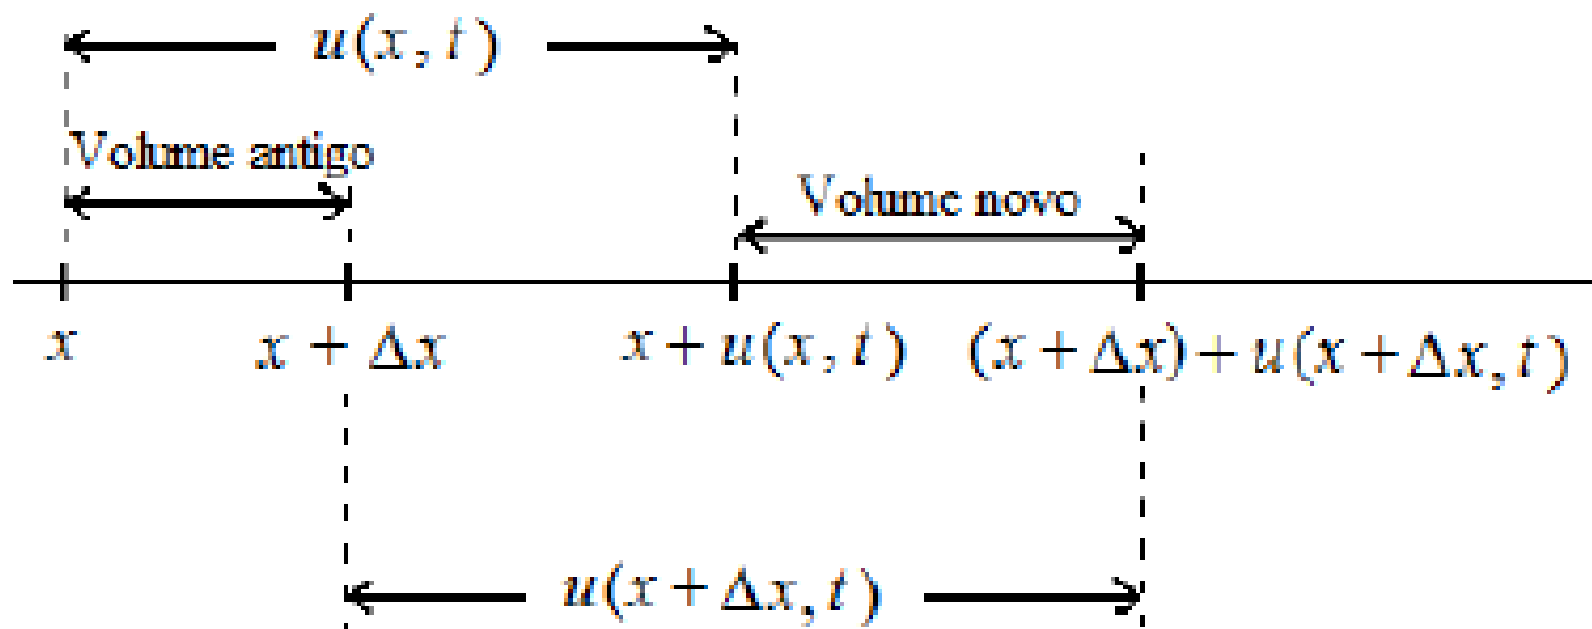 u(x, t)
Volume antigo
Volume novo
x
x + Δx
x + u(x, t)
(x + Δx) + u(x + Δx, t)
u(x + Δx, t)